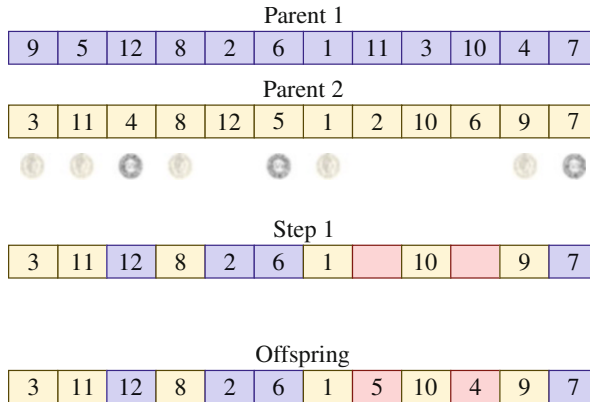 Parent 1
9 5 12 8 2 6 1 11 3 10 4 7
Parent 2
3 11 4 8 12 5 1 2 10 6 9 7
Step 1
3 11 12 8 2 6 1 10 9 7
Offspring
3 11 12 8 2 6 1 5 10 4 9 7